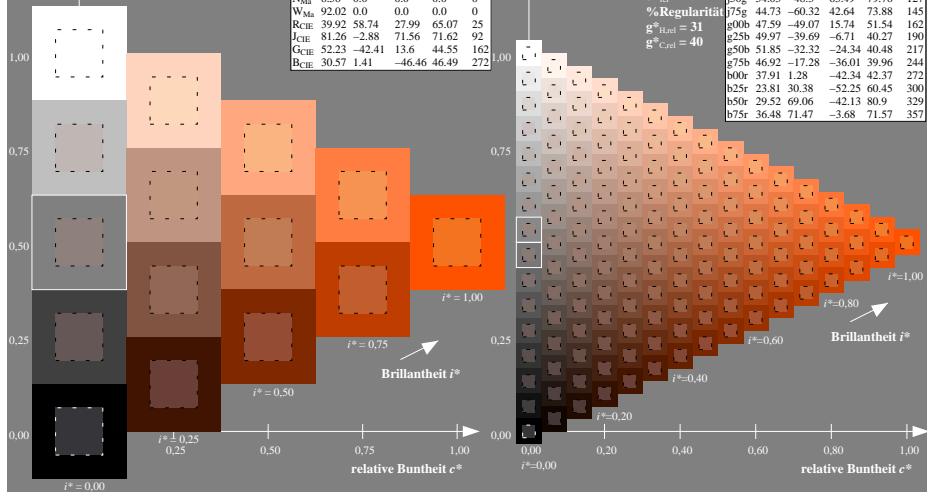 W_Ma 92.02 0.0 0.0 0.0 0
R_CIE 39.92 58.74 27.99 65.07 25
J_CIE 81.26 −2.88 71.56 71.62 92
G_CIE 52.23 −42.41 13.6 44.55 162
B_CIE 30.57 1.41 −46.46 46.49 272
%Regularität
g*_H,rel = 31
g*_C,rel = 40
j75g 44.73 −60.32 42.64 73.88 145
g00b 47.59 −49.07 15.74 51.54 162
g25b 49.97 −39.69 −6.71 40.27 190
g50b 51.85 −32.32 −24.34 40.48 217
g75b 46.92 −17.28 −36.01 39.96 244
b00r 37.91 1.28 −42.34 42.37 272
b25r 23.81 30.38 −52.25 60.45 300
b50r 29.52 69.06 −42.13 80.9 329
b75r 36.48 71.47 −3.68 71.57 357
1,00
0,75
0,50
0,25
0,00
i* = 1,00
i* = 0,75
i* = 0,50
i* = 0,25
i* = 0,00
Brillantheit i*
0,25 0,50 0,75 1,00
relative Buntheit c*
1,00
0,75
0,50
0,25
0,00
i*=1,00
i*=0,80
i*=0,60
i*=0,40
i*=0,20
i*=0,00
Brillantheit i*
0,00 0,20 0,40 0,60 0,80 1,00
relative Buntheit c*